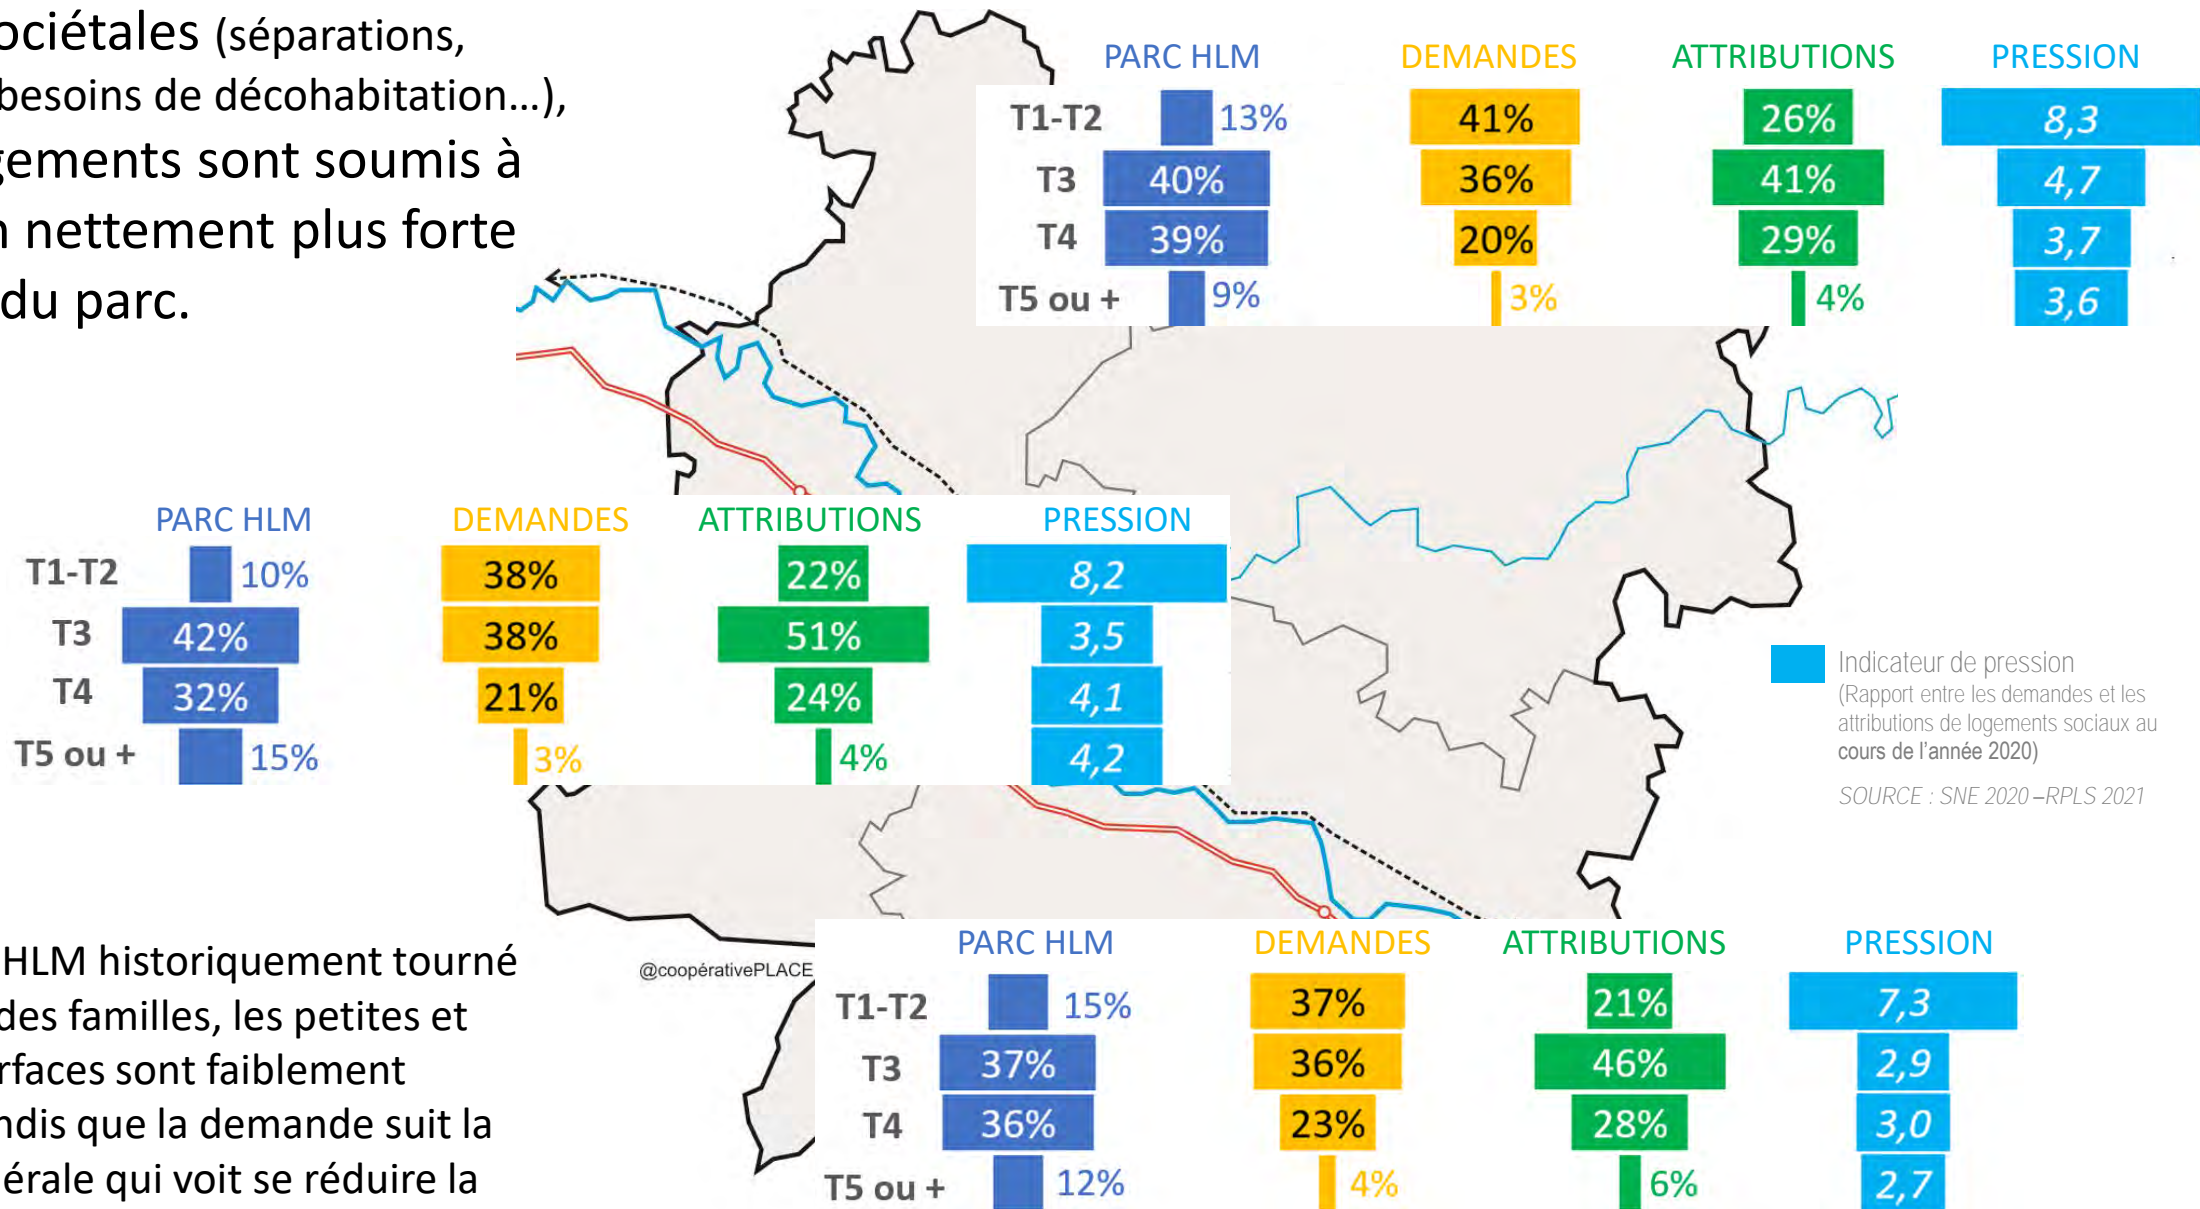 ociétales (séparations,
besoins de décohabitation…),
gements sont soumis à
n nettement plus forte
du parc.
PARC HLM DEMANDES ATTRIBUTIONS PRESSION
T1-T2 13% 41% 26% 8,3
T3 40% 36% 41% 4,7
T4 39% 20% 29% 3,7
T5 ou + 9% 3% 4% 3,6
PARC HLM DEMANDES ATTRIBUTIONS PRESSION
T1-T2 10% 38% 22% 8,2
T3 42% 38% 51% 3,5
T4 32% 21% 24% 4,1
T5 ou + 15% 3% 4% 4,2
Indicateur de pression
(Rapport entre les demandes et les
attributions de logements sociaux au
cours de l'année 2020)
SOURCE : SNE 2020 –RPLS 2021
HLM historiquement tourné
des familles, les petites et
rfaces sont faiblement
ndis que la demande suit la
érale qui voit se réduire la
@coopérativePLACE
PARC HLM DEMANDES ATTRIBUTIONS PRESSION
T1-T2 15% 37% 21% 7,3
T3 37% 36% 46% 2,9
T4 36% 23% 28% 3,0
T5 ou + 12% 4% 6% 2,7